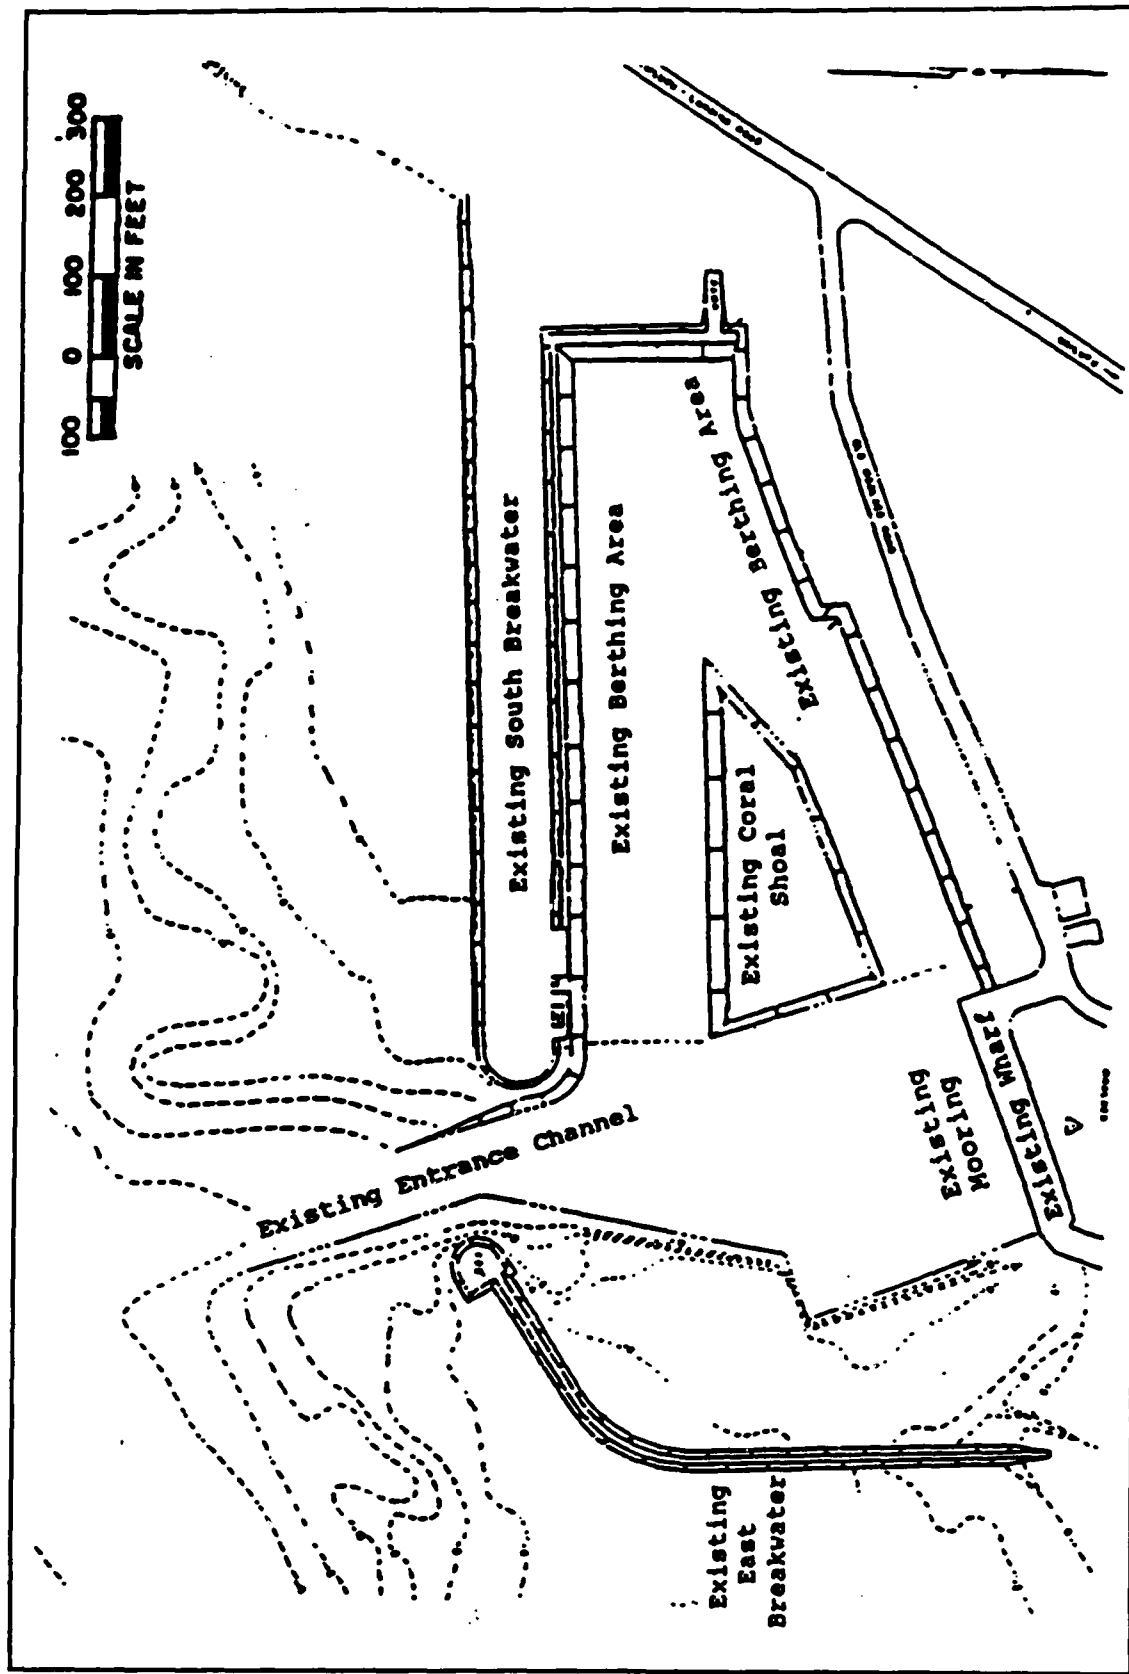 100 0 100 200 300
SCALE IN FEET
Existing South Breakwater
Existing Berthing Area
Existing Berthing Area
Existing Coral
Shoal
Existing Entrance Channel
Existing
Mooring
Existing Wharf
Existing
East
Breakwater